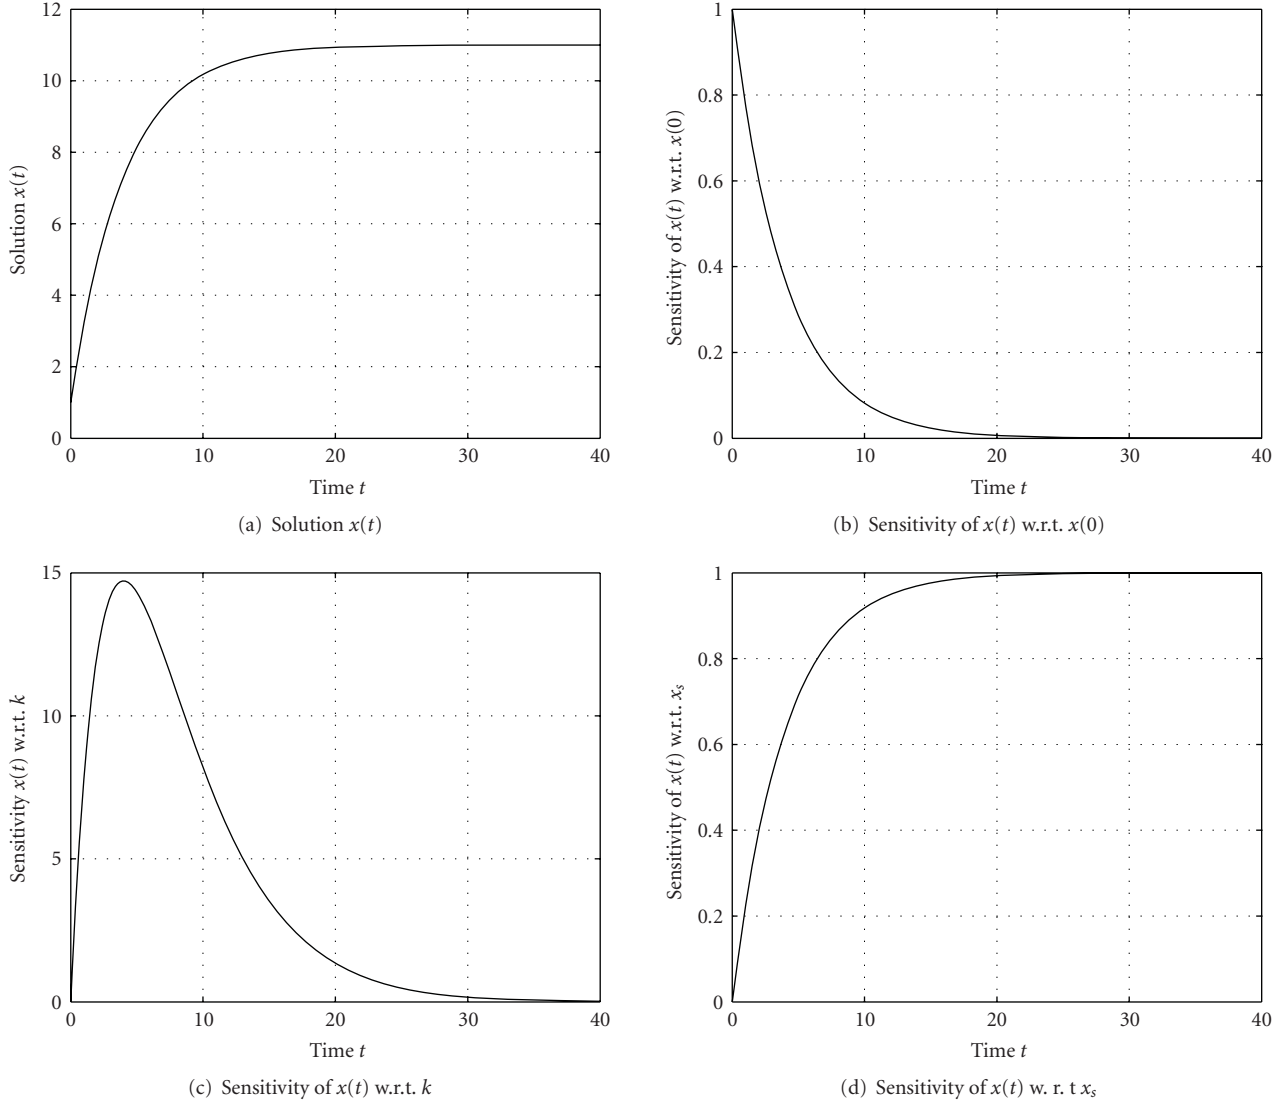 12
10
8
6
4
2
0
Solution x(t)
0 10 20 30 40
Time t
(a) Solution x(t)
1
0.8
0.6
0.4
0.2
0
Sensitivity of x(t) w.r.t. x(0)
0 10 20 30 40
Time t
(b) Sensitivity of x(t) w.r.t. x(0)
15
10
5
0
Sensitivity x(t) w.r.t. k
0 10 20 30 40
Time t
(c) Sensitivity of x(t) w.r.t. k
1
0.8
0.6
0.4
0.2
0
Sensitivity of x(t) w.r.t. xₛ
0 10 20 30 40
Time t
(d) Sensitivity of x(t) w. r. t xₛ